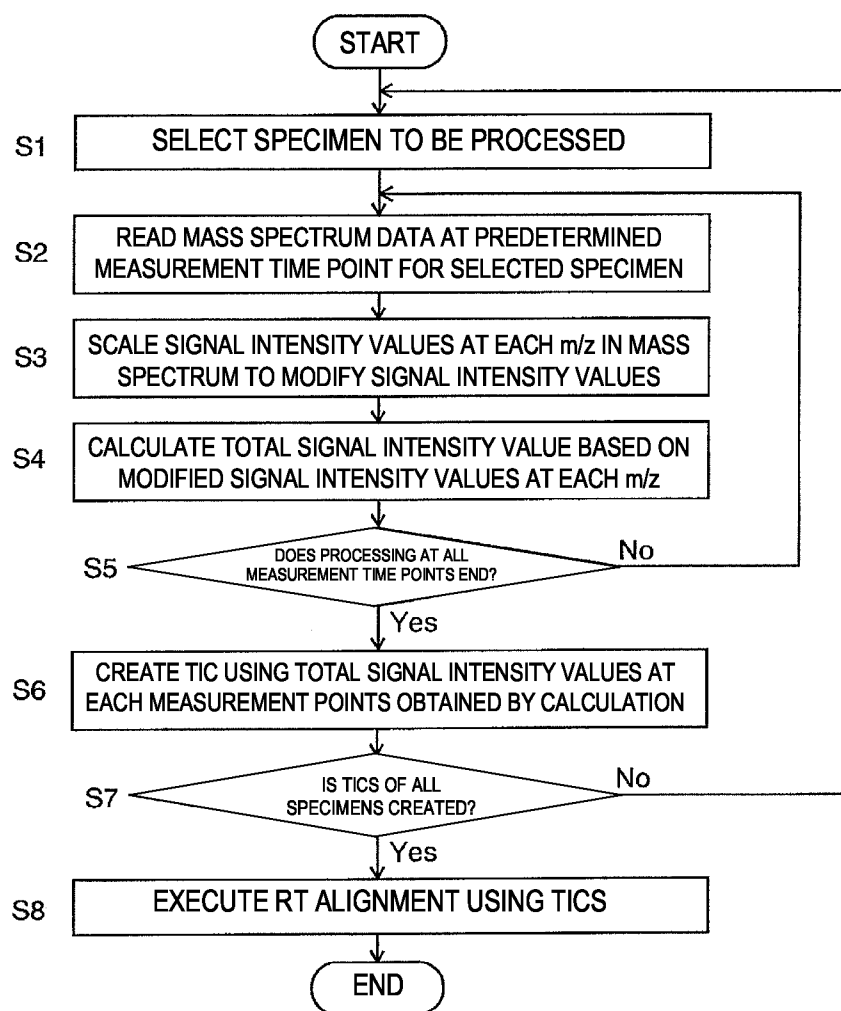 START
S1
SELECT SPECIMEN TO BE PROCESSED
S2
READ MASS SPECTRUM DATA AT PREDETERMINED
MEASUREMENT TIME POINT FOR SELECTED SPECIMEN
S3
SCALE SIGNAL INTENSITY VALUES AT EACH m/z IN MASS
SPECTRUM TO MODIFY SIGNAL INTENSITY VALUES
S4
CALCULATE TOTAL SIGNAL INTENSITY VALUE BASED ON
MODIFIED SIGNAL INTENSITY VALUES AT EACH m/z
S5
DOES PROCESSING AT ALL
MEASUREMENT TIME POINTS END?
No
Yes
S6
CREATE TIC USING TOTAL SIGNAL INTENSITY VALUES AT
EACH MEASUREMENT POINTS OBTAINED BY CALCULATION
S7
IS TICS OF ALL
SPECIMENS CREATED?
No
Yes
S8
EXECUTE RT ALIGNMENT USING TICS
END